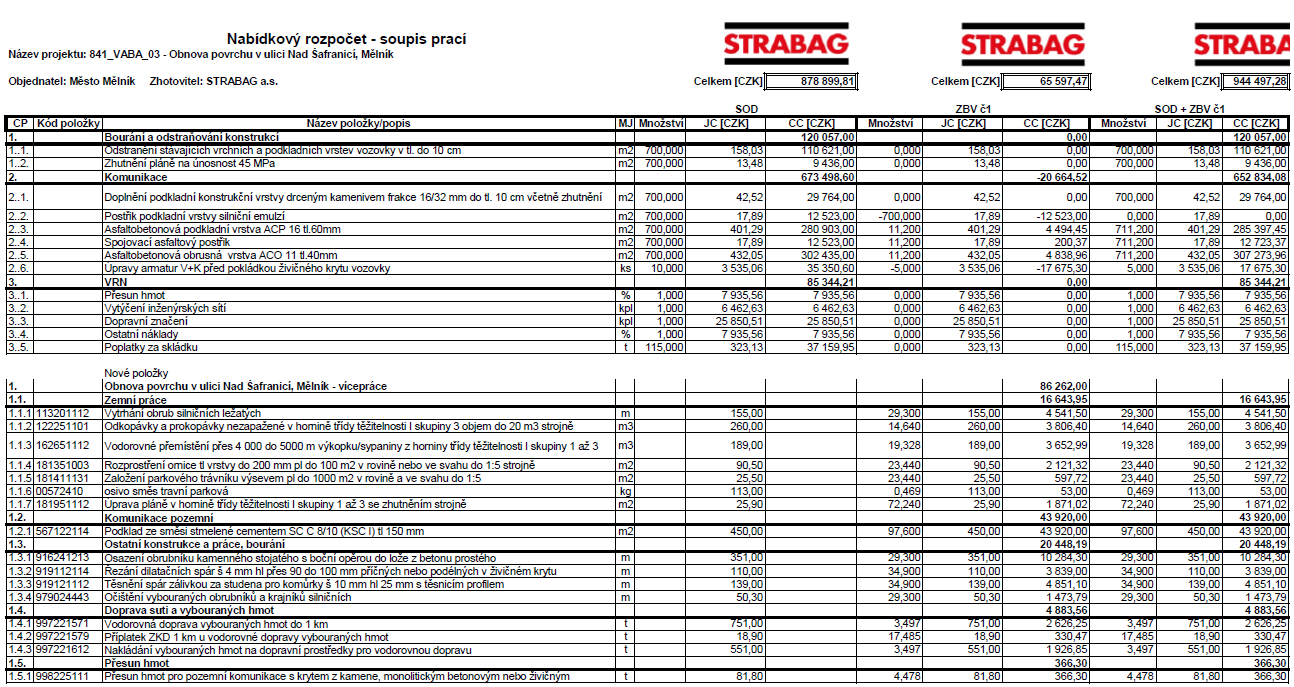 Nabídkový rozpočet - soupis prací
STRABAG STRABAG STRABAG
Název projektu: 841_VABA_03 - Obnova povrchu v ulici Nad Šafranicí, Mělník
Objednatel: Město Mělník Zhotovitel: STRABAG a.s. Celkem [CZK] 878 899,81 Celkem [CZK] 65 597,47 Celkem [CZK] 944 497,28
SOD ZBV č1 SOD + ZBV č1
CP Kód položky Název položky/popis MJ Množství JC [CZK] CC [CZK] Množství JC [CZK] CC [CZK] Množství JC [CZK] CC [CZK]
1. Bourání a odstraňování konstrukcí 120 057,00 0,00 120 057,00
1..1. Odstranění stávajících vrchních a podkladních vrstev vozovky v tl. do 10 cm m2 700,000 158,03 110 621,00 0,000 158,03 0,00 700,000 158,03 110 621,00
1..2. Zhutnění pláně na únosnost 45 MPa m2 700,000 13,48 9 436,00 0,000 13,48 0,00 700,000 13,48 9 436,00
2. Komunikace 673 498,60 -20 664,52 652 834,08
2..1. Doplnění podkladní konstrukční vrstvy drceným kamenivem frakce 16/32 mm do tl. 10 cm včetně zhutnění m2 700,000 42,52 29 764,00 0,000 42,52 0,00 700,000 42,52 29 764,00
2..2. Postřik podkladní vrstvy silniční emulzí m2 700,000 17,89 12 523,00 -700,000 17,89 -12 523,00 0,000 17,89 0,00
2..3. Asfaltobetonová podkladní vrstva ACP 16 tl.60mm m2 700,000 401,29 280 903,00 11,200 401,29 4 494,45 711,200 401,29 285 397,45
2..4. Spojovací asfaltový postřik m2 700,000 17,89 12 523,00 11,200 17,89 200,37 711,200 17,89 12 723,37
2..5. Asfaltobetonová obrusná vrstva ACO 11 tl.40mm m2 700,000 432,05 302 435,00 11,200 432,05 4 838,96 711,200 432,05 307 273,96
2..6. Úpravy armatur V+K před pokládkou živičného krytu vozovky ks 10,000 3 535,06 35 350,60 -5,000 3 535,06 -17 675,30 5,000 3 535,06 17 675,30
3. VRN 85 344,21 0,00 85 344,21
3..1. Přesun hmot % 1,000 7 935,56 7 935,56 0,000 7 935,56 0,00 1,000 7 935,56 7 935,56
3..2. Vytýčení inženýrských sítí kpl 1,000 6 462,63 6 462,63 0,000 6 462,63 0,00 1,000 6 462,63 6 462,63
3..3. Dopravní značení kpl 1,000 25 850,51 25 850,51 0,000 25 850,51 0,00 1,000 25 850,51 25 850,51
3..4. Ostatní náklady % 1,000 7 935,56 7 935,56 0,000 7 935,56 0,00 1,000 7 935,56 7 935,56
3..5. Poplatky za skládku t 115,000 323,13 37 159,95 0,000 323,13 0,00 115,000 323,13 37 159,95
Nové položky
1. Obnova povrchu v ulici Nad Šafranicí, Mělník - vícepráce 86 262,00
1.1. Zemní práce 16 643,95 16 643,95
1.1.1 113201112 Vytrhání obrub silničních ležatých m 155,00 29,300 155,00 4 541,50 29,300 155,00 4 541,50
1.1.2 122251101 Odkopávky a prokopávky nezapažené v hornině třídy těžitelnosti I skupiny 3 objem do 20 m3 strojně m3 260,00 14,640 260,00 3 806,40 14,640 260,00 3 806,40
1.1.3 162651112 Vodorovné přemístění přes 4 000 do 5000 m výkopku/sypaniny z horniny třídy těžitelnosti I skupiny 1 až 3 m3 189,00 19,328 189,00 3 652,99 19,328 189,00 3 652,99
1.1.4 181351003 Rozprostření ornice tl vrstvy do 200 mm pl do 100 m2 v rovině nebo ve svahu do 1:5 strojně m2 90,50 23,440 90,50 2 121,32 23,440 90,50 2 121,32
1.1.5 181411131 Založení parkového trávníku výsevem pl do 1000 m2 v rovině a ve svahu do 1:5 m2 25,50 23,440 25,50 597,72 23,440 25,50 597,72
1.1.6 00572410 osivo směs travní parková kg 113,00 0,469 113,00 53,00 0,469 113,00 53,00
1.1.7 181951112 Úprava pláně v hornině třídy těžitelnosti I skupiny 1 až 3 se zhutněním strojně m2 25,90 72,240 25,90 1 871,02 72,240 25,90 1 871,02
1.2. Komunikace pozemní 43 920,00 43 920,00
1.2.1 567122114 Podklad ze směsi stmelené cementem SC C 8/10 (KSC I) tl 150 mm m2 450,00 97,600 450,00 43 920,00 97,600 450,00 43 920,00
1.3. Ostatní konstrukce a práce, bourání 20 448,19 20 448,19
1.3.1 916241213 Osazení obrubníku kamenného stojatého s boční opěrou do lože z betonu prostého m 351,00 29,300 351,00 10 284,30 29,300 351,00 10 284,30
1.3.2 919112114 Řezání dilatačních spár š 4 mm hl přes 90 do 100 mm příčných nebo podélných v živičném krytu m 110,00 34,900 110,00 3 839,00 34,900 110,00 3 839,00
1.3.3 919121112 Těsnění spár zálivkou za studena pro komůrky š 10 mm hl 25 mm s těsnicím profilem m 139,00 34,900 139,00 4 851,10 34,900 139,00 4 851,10
1.3.4 979024443 Očištění vybouraných obrubníků a krajníků silničních m 50,30 29,300 50,30 1 473,79 29,300 50,30 1 473,79
1.4. Doprava suti a vybouraných hmot 4 883,56 4 883,56
1.4.1 997221571 Vodorovná doprava vybouraných hmot do 1 km t 751,00 3,497 751,00 2 626,25 3,497 751,00 2 626,25
1.4.2 997221579 Příplatek ZKD 1 km u vodorovné dopravy vybouraných hmot t 18,90 17,485 18,90 330,47 17,485 18,90 330,47
1.4.3 997221612 Nakládání vybouraných hmot na dopravní prostředky pro vodorovnou dopravu t 551,00 3,497 551,00 1 926,85 3,497 551,00 1 926,85
1.5. Přesun hmot 366,30 366,30
1.5.1 998225111 Přesun hmot pro pozemní komunikace s krytem z kamene, monolitickým betonovým nebo živičným t 81,80 4,478 81,80 366,30 4,478 81,80 366,30